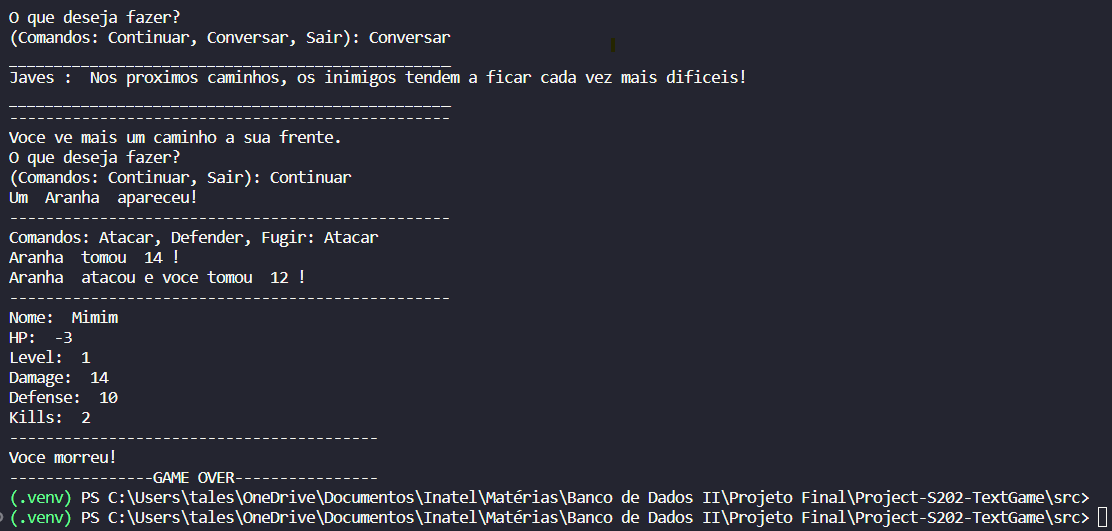 O que deseja fazer?
(Comandos: Continuar, Conversar, Sair): Conversar
_________________________________________________
Javes :  Nos proximos caminhos, os inimigos tendem a ficar cada vez mais dificeis!
_________________________________________________
-------------------------------------------------
Voce ve mais um caminho a sua frente.
O que deseja fazer?
(Comandos: Continuar, Sair): Continuar
Um  Aranha  apareceu!
-------------------------------------------------
Comandos: Atacar, Defender, Fugir: Atacar
Aranha  tomou  14 !
Aranha  atacou e voce tomou  12 !
-------------------------------------------------
Nome:  Mimim
HP:  -3
Level:  1
Damage:  14
Defense:  10
Kills:  2
-----------------------------------------
Voce morreu!
----------------GAME OVER----------------
(.venv) PS C:\Users\tales\OneDrive\Documentos\Inatel\Matérias\Banco de Dados II\Projeto Final\Project-S202-TextGame\src>
(.venv) PS C:\Users\tales\OneDrive\Documentos\Inatel\Matérias\Banco de Dados II\Projeto Final\Project-S202-TextGame\src>